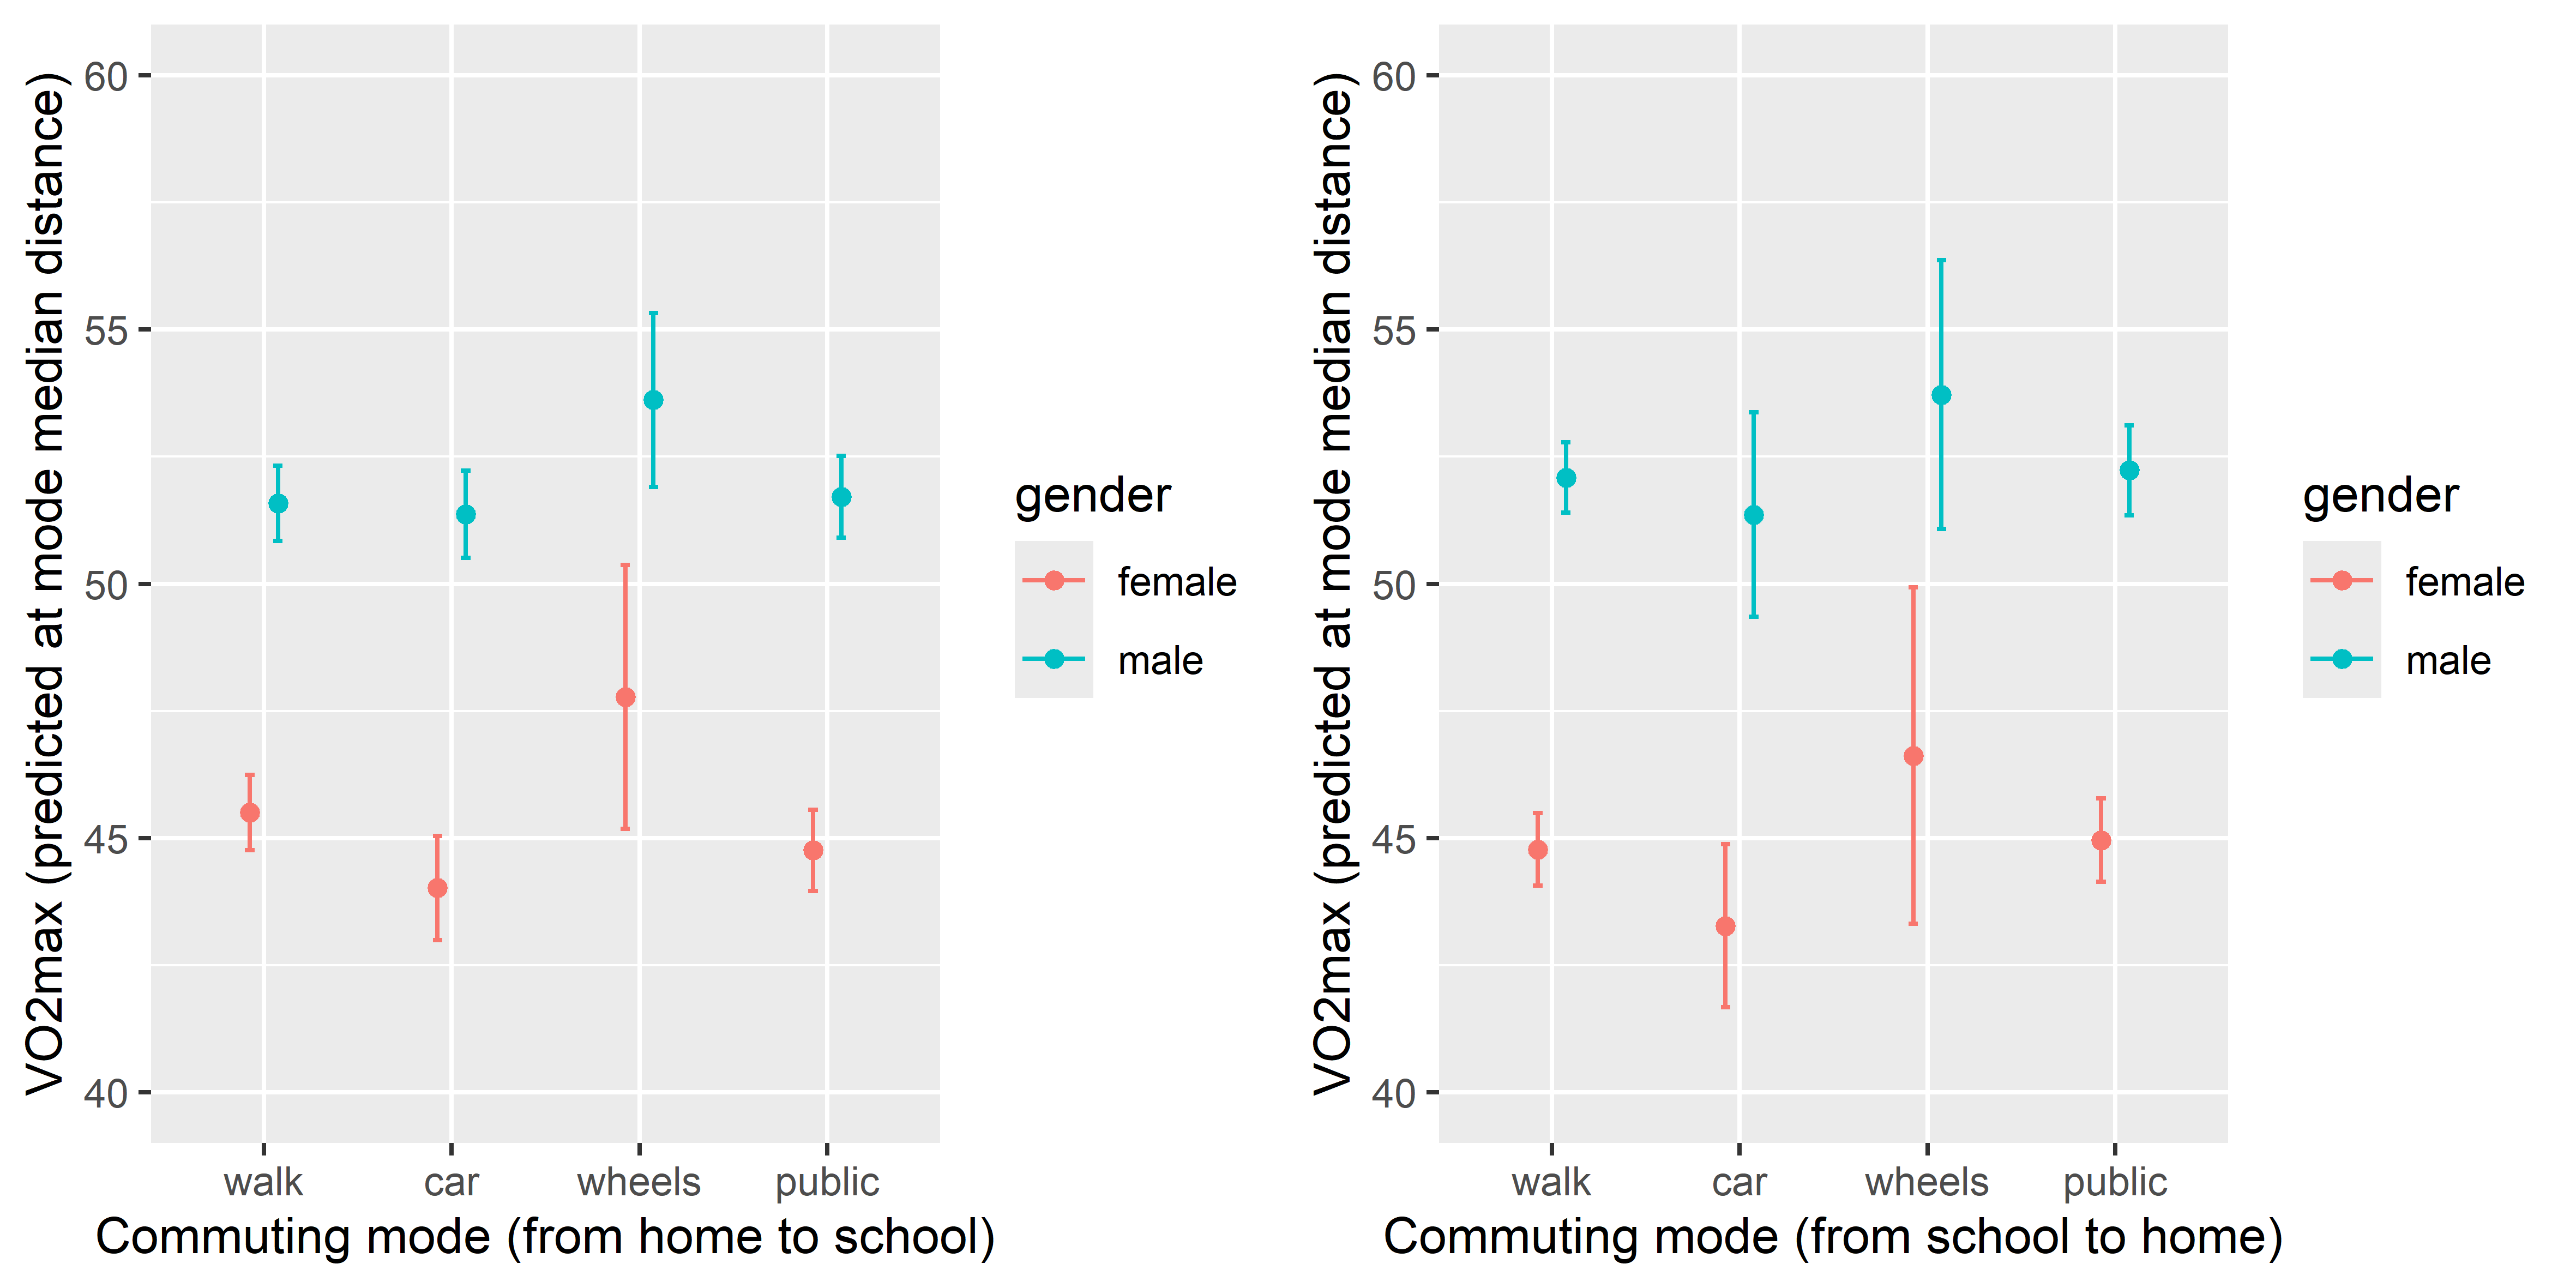 VO2max (predicted at mode median distance)
60
55
50
45
40
walk car wheels public
Commuting mode (from home to school)
gender
female
male
VO2max (predicted at mode median distance)
60
55
50
45
40
walk car wheels public
Commuting mode (from school to home)
gender
female
male